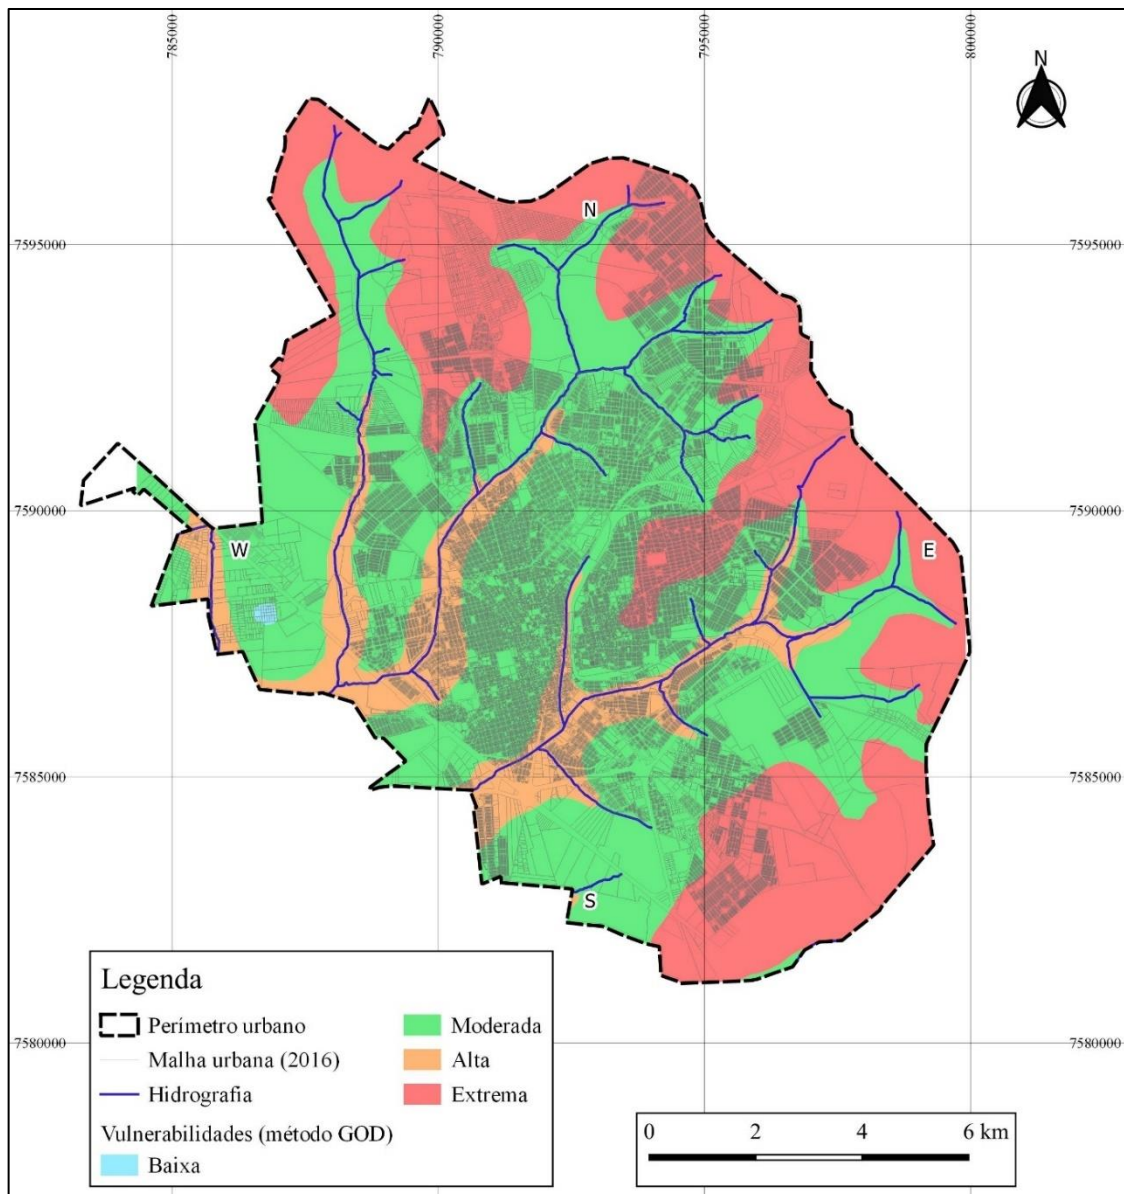 785000
790000
795000
800000
N
N
7595000
7595000
7590000
7590000
W
E
7585000
7585000
S
Legenda
Perímetro urbano
Malha urbana (2016)
Hidrografia
Vulnerabilidades (método GOD)
Baixa
Moderada
Alta
Extrema
7580000
7580000
0 2 4 6 km